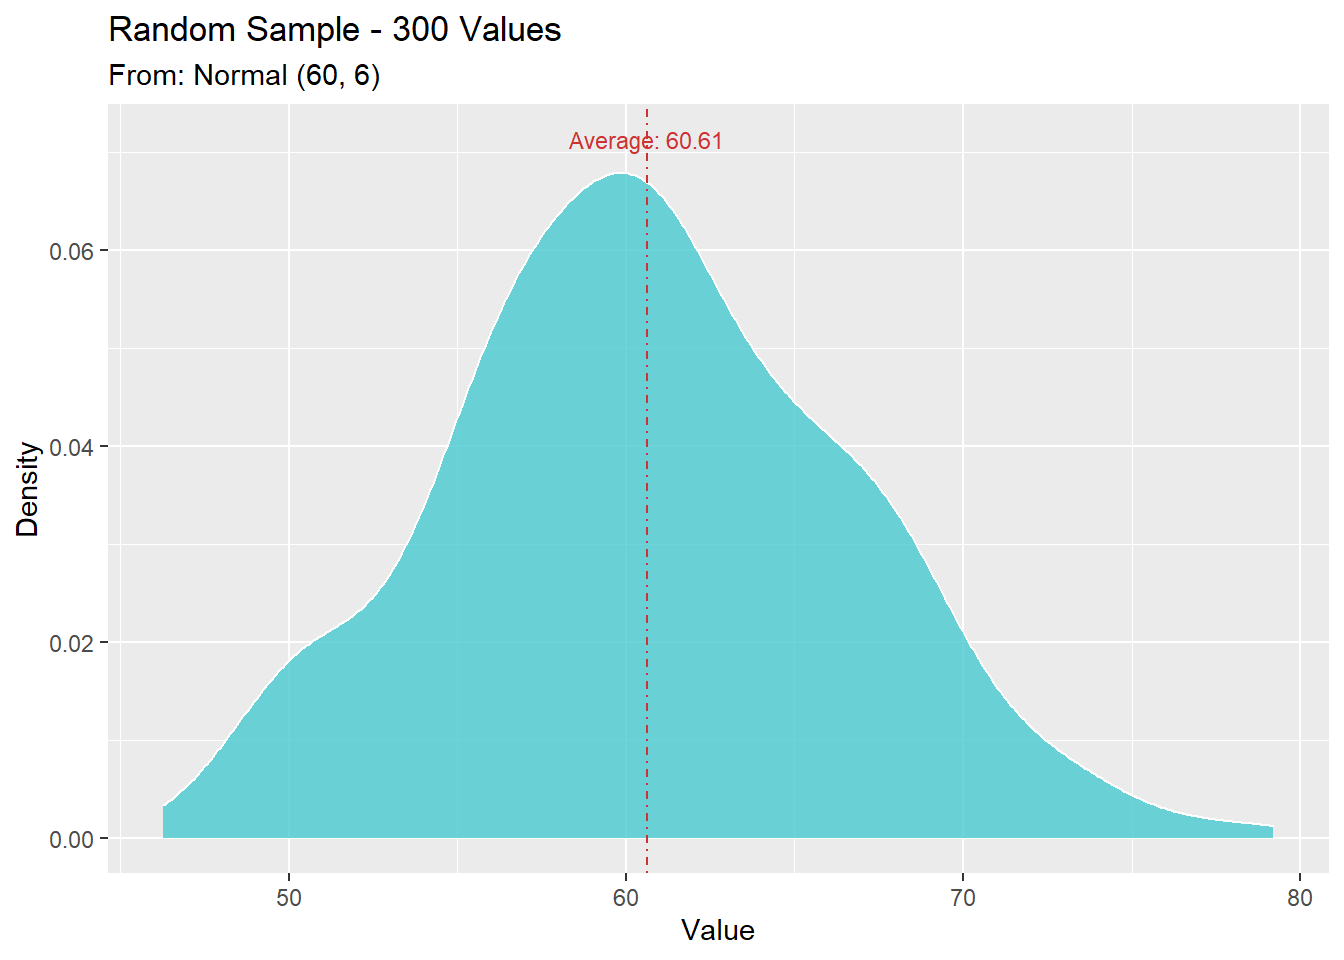 Random Sample - 300 Values
From: Normal (60, 6)
Average: 60.61
0.06
0.04
0.02
0.00
Density
50 60 70 80
Value